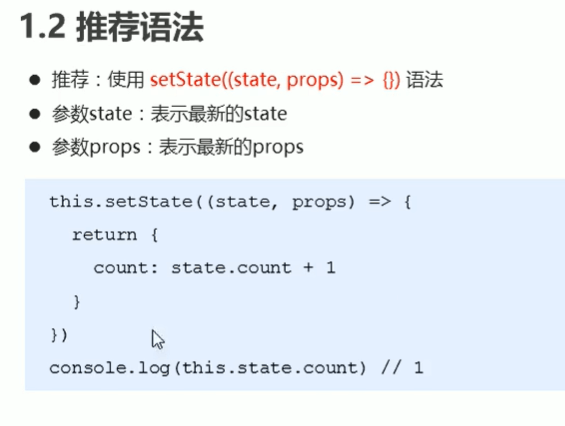 1.2 推荐语法
● 推荐：使用 setState((state, props) => {}) 语法
● 参数state：表示最新的state
● 参数props：表示最新的props
this.setState((state, props) => {
  return {
    count: state.count + 1
  }
})
console.log(this.state.count) // 1